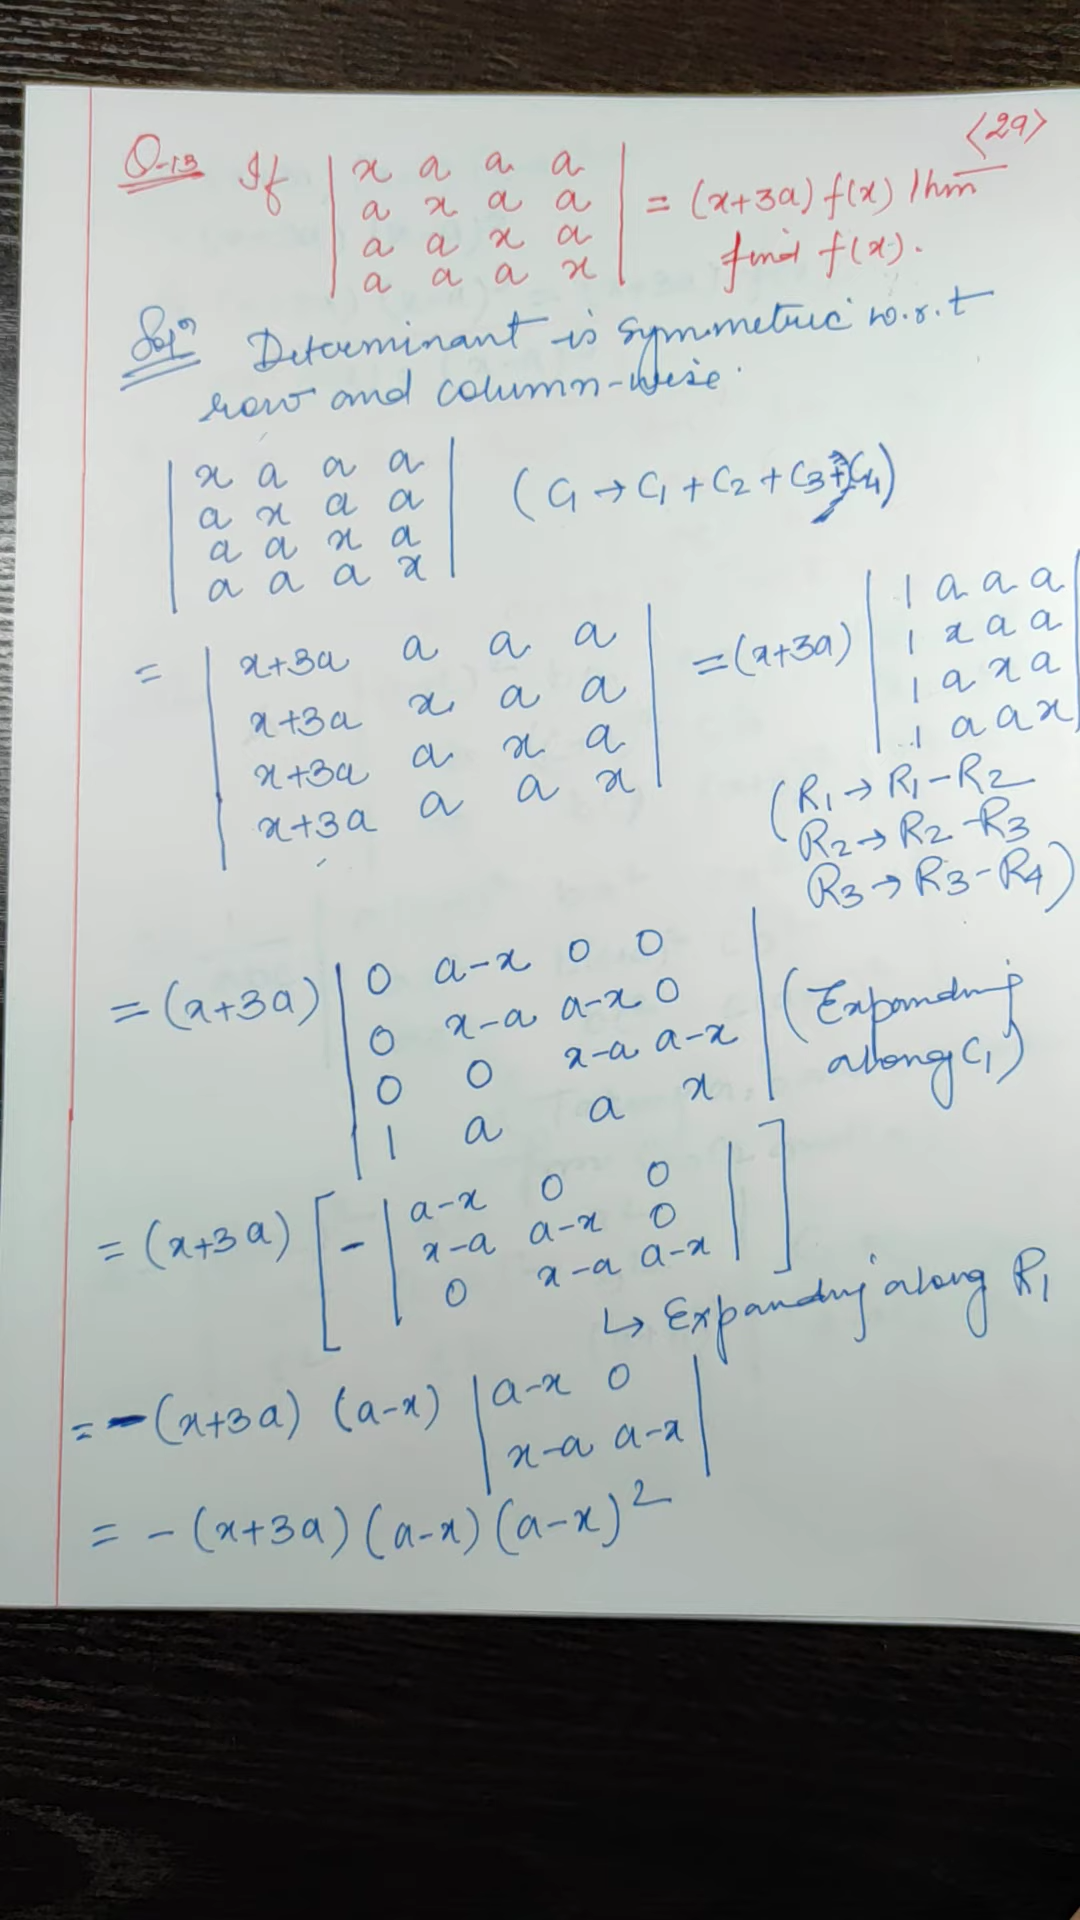 <29>
Q-13 If | x a a a | = (x+3a) f(x) then
| a x a a | find f(x).
| a a x a |
| a a a x |
Solⁿ Determinant is symmetric w.r.t
row and column-wise.
| x a a a | (C₁ → C₁ + C₂ + C₃ + C₄)
| a x a a |
| a a x a |
| a a a x |
= | x+3a a a a | = (x+3a) | 1 a a a |
| x+3a x a a | | 1 x a a |
| x+3a a x a | | 1 a x a |
| x+3a a a x | | 1 a a x |
(R₁ → R₁ - R₂
R₂ → R₂ - R₃
R₃ → R₃ - R₄)
= (x+3a) | 0 a-x 0 0 | (Expanding
| 0 x-a a-x 0 | along C₁)
| 0 0 x-a a-x |
| 1 a a x |
= (x+3a) [ - | a-x 0 0 | ]
| x-a a-x 0 |
| 0 x-a a-x |
↳ Expanding along R₁
= -(x+3a) (a-x) | a-x 0 |
| x-a a-x |
= - (x+3a) (a-x) (a-x)²